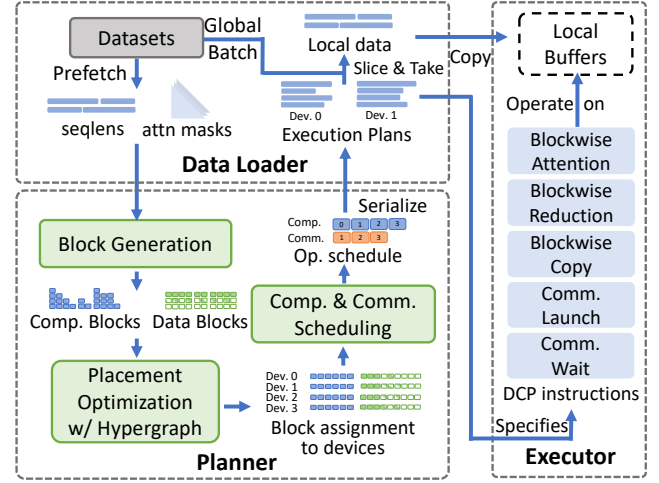 Datasets
Global
Batch
Prefetch
seqlens
attn masks
Local data
Slice & Take
Copy
Dev. 0
Dev. 1
Execution Plans
Data Loader
Block Generation
Comp. Blocks
Data Blocks
Placement
Optimization
w/ Hypergraph
Dev. 0
Dev. 1
Dev. 2
Dev. 3
Block assignment
to devices
Comp. & Comm.
Scheduling
Serialize
Comp. 0 1 2 3
Comm. 1 2 3
Op. schedule
Planner
Local
Buffers
Operate on
Blockwise
Attention
Blockwise
Reduction
Blockwise
Copy
Comm.
Launch
Comm.
Wait
DCP instructions
Specifies
Executor